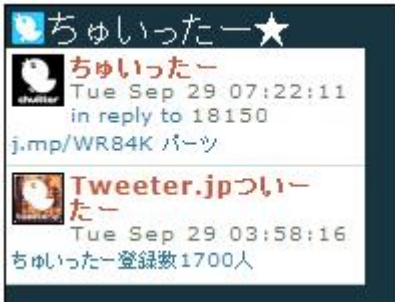 ちゅいったー★
ちゅいったー
Tue Sep 29 07:22:11
in reply to 18150
j.mp/WR84K パーツ
Tweeter.jpついー
たー
Tue Sep 29 03:58:16
ちゅいったー登録数1700人